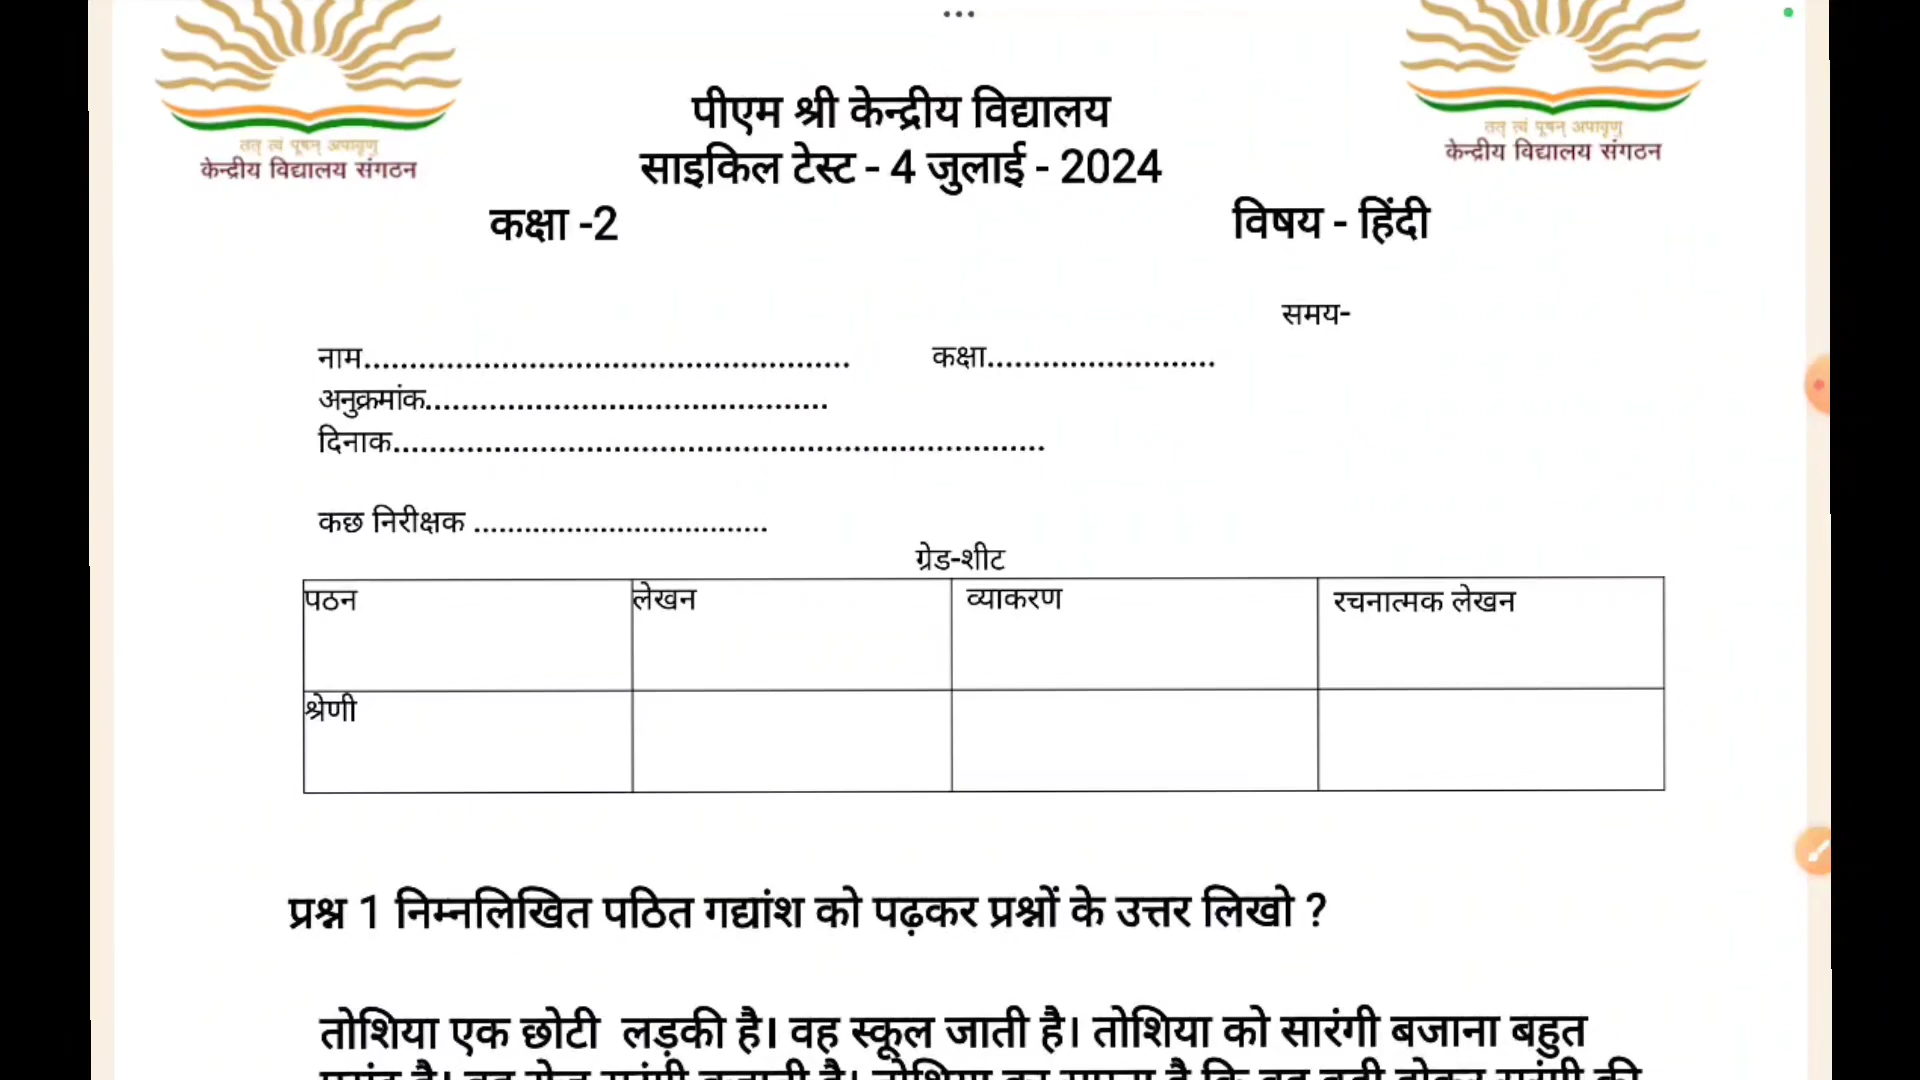 पीएम श्री केन्द्रीय विद्यालय
साइकिल टेस्ट - 4 जुलाई - 2024
कक्षा -2 विषय - हिंदी
तत् त्वं पूषन् अपावृणु
केन्द्रीय विद्यालय संगठन
तत् त्वं पूषन् अपावृणु
केन्द्रीय विद्यालय संगठन
समय-
नाम..................................................... कक्षा.........................
अनुक्रमांक............................................
दिनाक.......................................................................
कछ निरीक्षक ...................................
ग्रेड-शीट
पठन लेखन व्याकरण रचनात्मक लेखन
श्रेणी
प्रश्न 1 निम्नलिखित पठित गद्यांश को पढ़कर प्रश्नों के उत्तर लिखो ?
तोशिया एक छोटी लड़की है। वह स्कूल जाती है। तोशिया को सारंगी बजाना बहुत